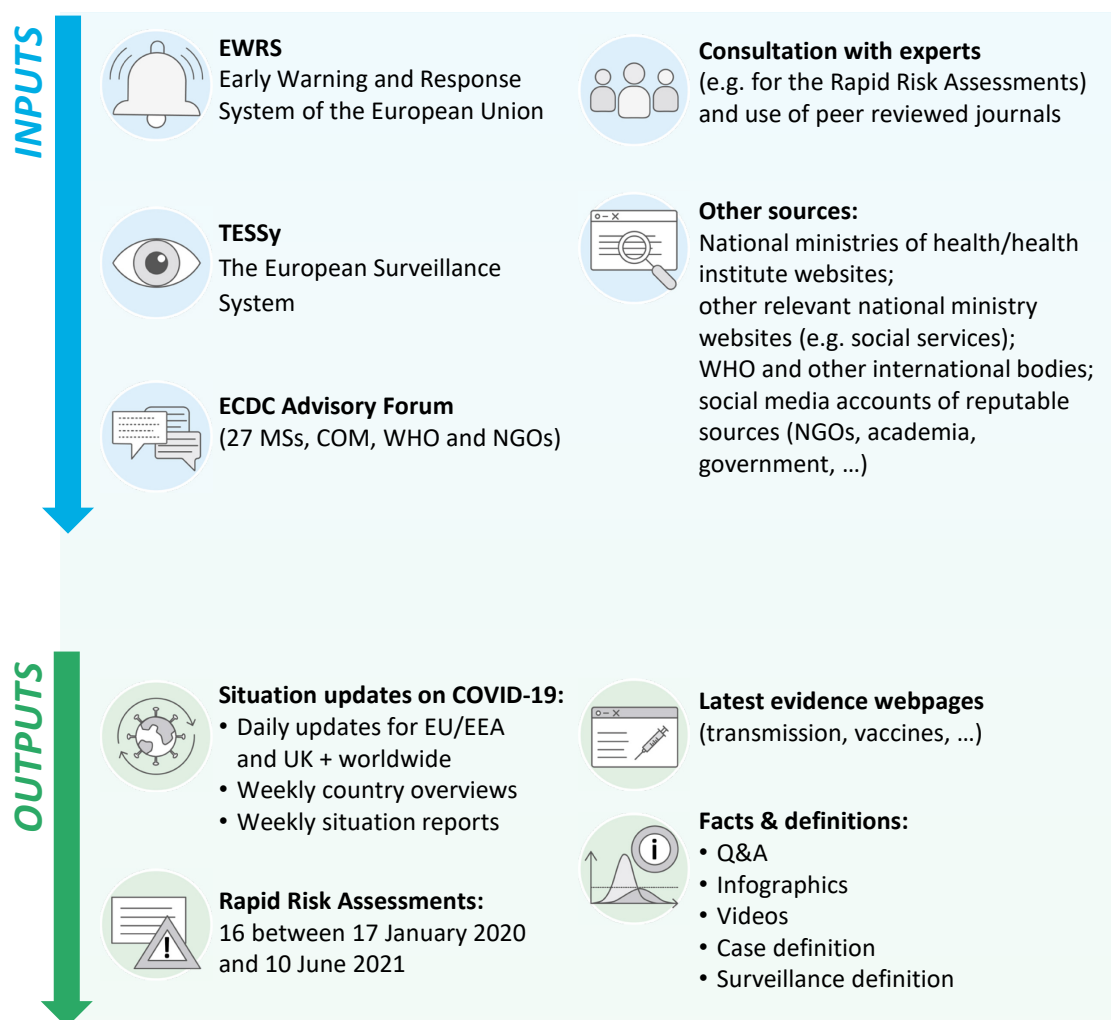 INPUTS
EWRS
Early Warning and Response
System of the European Union
TESSy
The European Surveillance
System
ECDC Advisory Forum
(27 MSs, COM, WHO and NGOs)
Consultation with experts
(e.g. for the Rapid Risk Assessments)
and use of peer reviewed journals
Other sources:
National ministries of health/health
institute websites;
other relevant national ministry
websites (e.g. social services);
WHO and other international bodies;
social media accounts of reputable
sources (NGOs, academia,
government, …)
OUTPUTS
Situation updates on COVID-19:
• Daily updates for EU/EEA
and UK + worldwide
• Weekly country overviews
• Weekly situation reports
Rapid Risk Assessments:
16 between 17 January 2020
and 10 June 2021
Latest evidence webpages
(transmission, vaccines, …)
Facts & definitions:
• Q&A
• Infographics
• Videos
• Case definition
• Surveillance definition